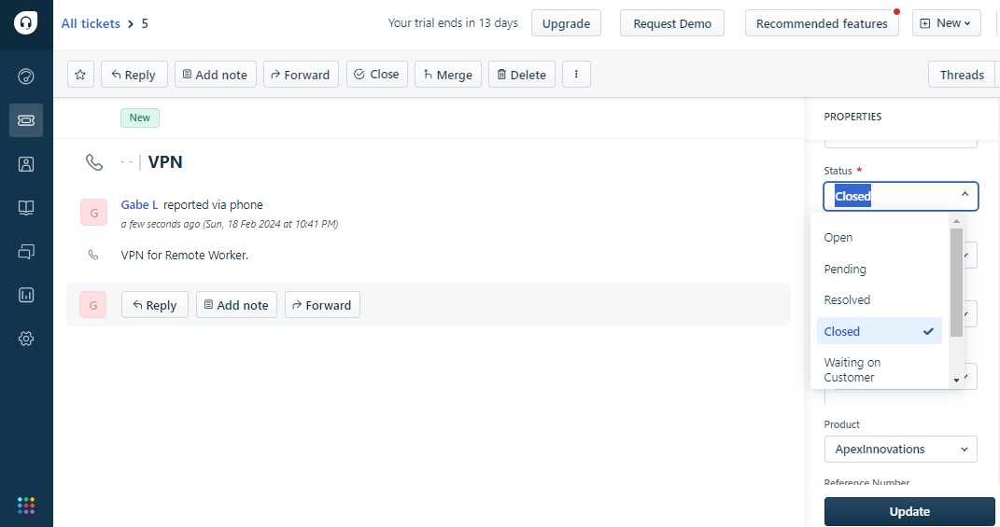 All tickets > 5
Your trial ends in 13 days
Upgrade
Request Demo
Recommended features
New
Reply
Add note
Forward
Close
Merge
Delete
Threads
New
- - | VPN
G
Gabe L reported via phone
a few seconds ago (Sun, 18 Feb 2024 at 10:41 PM)
VPN for Remote Worker.
G
Reply
Add note
Forward
PROPERTIES
Status *
Closed
Open
Pending
Resolved
Closed
Waiting on
Customer
Product
ApexInnovations
Reference Number
Update